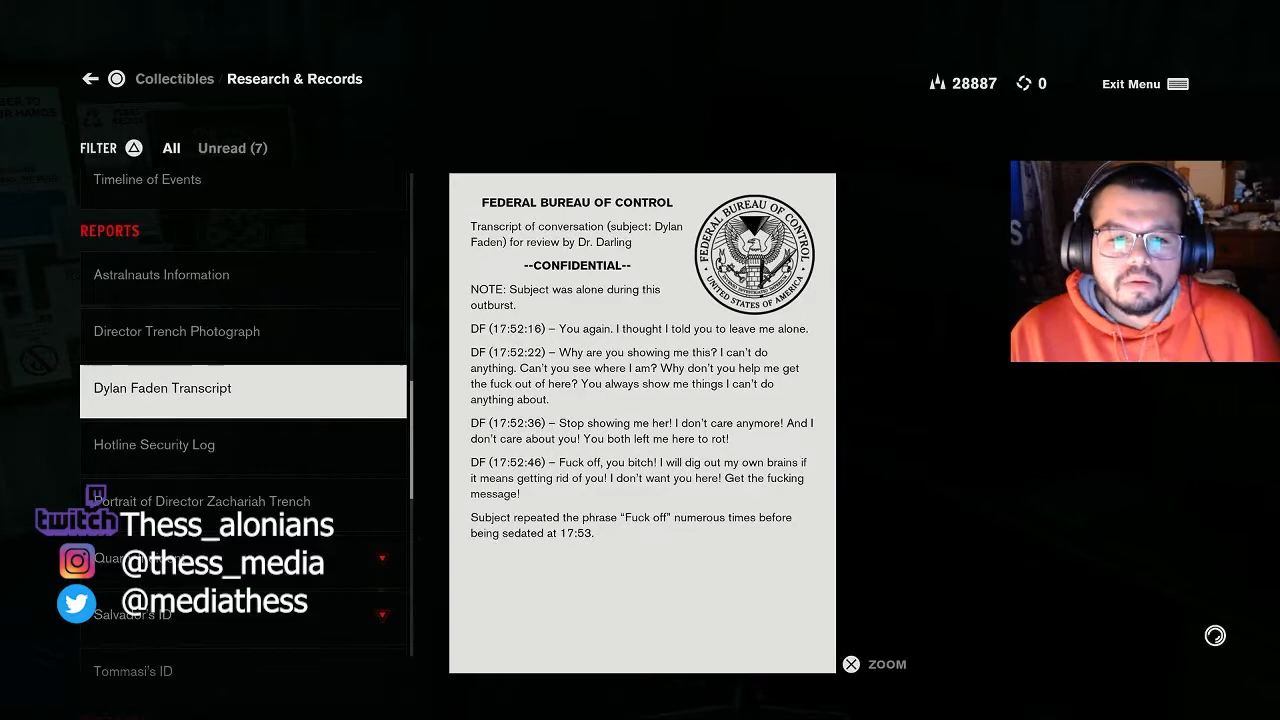 Collectibles / Research & Records
28887
0
Exit Menu
FILTER All Unread (7)
Timeline of Events
REPORTS
Astralnauts Information
Director Trench Photograph
Dylan Faden Transcript
Hotline Security Log
Portrait of Director Zachariah Trench
Salvador's ID
Tommasi's ID
twitch Thess_alonians
@thess_media
@mediathess
FEDERAL BUREAU OF CONTROL
Transcript of conversation (subject: Dylan
Faden) for review by Dr. Darling
--CONFIDENTIAL--
NOTE: Subject was alone during this
outburst.
DF (17:52:16) – You again. I thought I told you to leave me alone.
DF (17:52:22) – Why are you showing me this? I can't do
anything. Can't you see where I am? Why don't you help me get
the fuck out of here? You always show me things I can't do
anything about.
DF (17:52:36) – Stop showing me her! I don't care anymore! And I
don't care about you! You both left me here to rot!
DF (17:52:46) – Fuck off, you bitch! I will dig out my own brains if
it means getting rid of you! I don't want you here! Get the fucking
message!
Subject repeated the phrase “Fuck off” numerous times before
being sedated at 17:53.
FEDERAL BUREAU OF CONTROL
UNITED STATES OF AMERICA
ZOOM